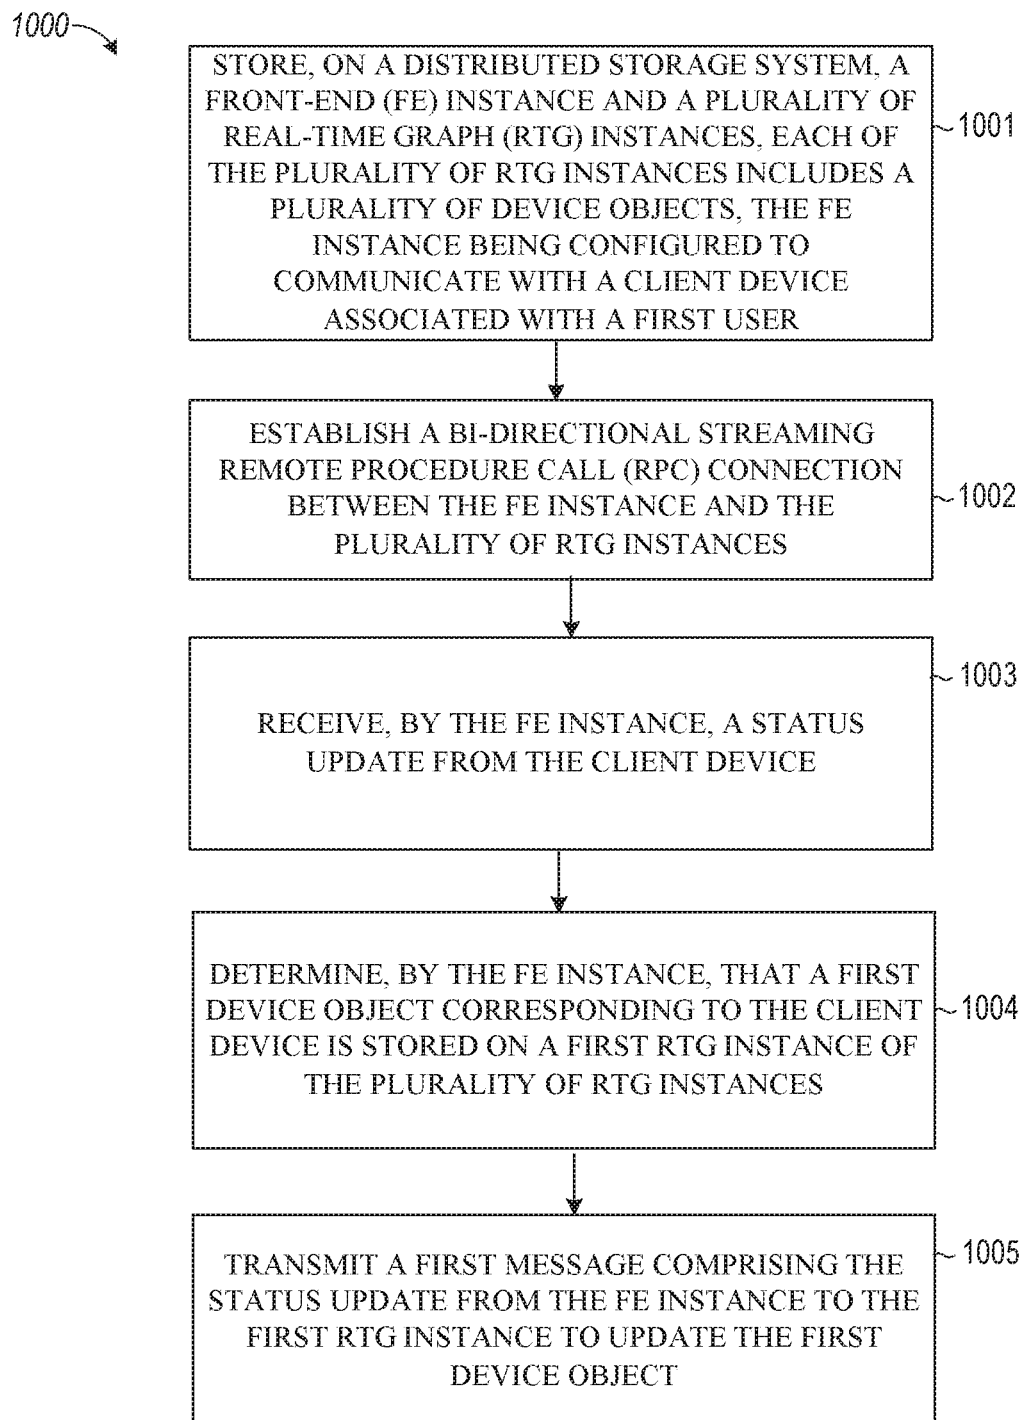 1000
STORE, ON A DISTRIBUTED STORAGE SYSTEM, A
FRONT-END (FE) INSTANCE AND A PLURALITY OF
REAL-TIME GRAPH (RTG) INSTANCES, EACH OF
THE PLURALITY OF RTG INSTANCES INCLUDES A
PLURALITY OF DEVICE OBJECTS, THE FE
INSTANCE BEING CONFIGURED TO
COMMUNICATE WITH A CLIENT DEVICE
ASSOCIATED WITH A FIRST USER
1001
ESTABLISH A BI-DIRECTIONAL STREAMING
REMOTE PROCEDURE CALL (RPC) CONNECTION
BETWEEN THE FE INSTANCE AND THE
PLURALITY OF RTG INSTANCES
1002
RECEIVE, BY THE FE INSTANCE, A STATUS
UPDATE FROM THE CLIENT DEVICE
1003
DETERMINE, BY THE FE INSTANCE, THAT A FIRST
DEVICE OBJECT CORRESPONDING TO THE CLIENT
DEVICE IS STORED ON A FIRST RTG INSTANCE OF
THE PLURALITY OF RTG INSTANCES
1004
TRANSMIT A FIRST MESSAGE COMPRISING THE
STATUS UPDATE FROM THE FE INSTANCE TO THE
FIRST RTG INSTANCE TO UPDATE THE FIRST
DEVICE OBJECT
1005